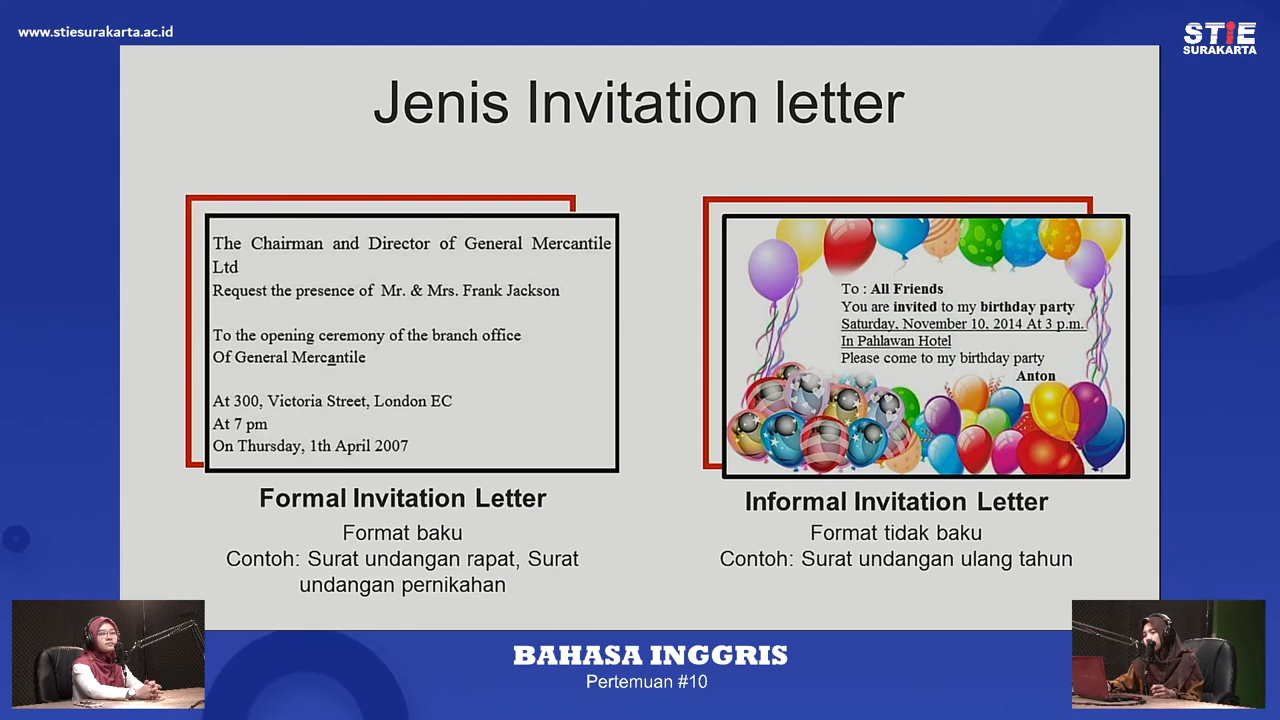 www.stiesurakarta.ac.id
STIE
SURAKARTA
Jenis Invitation letter
The Chairman and Director of General Mercantile
Ltd
Request the presence of Mr. & Mrs. Frank Jackson
To the opening ceremony of the branch office
Of General Mercantile
At 300, Victoria Street, London EC
At 7 pm
On Thursday, 1th April 2007
Formal Invitation Letter
Format baku
Contoh: Surat undangan rapat, Surat
undangan pernikahan
To : All Friends
You are invited to my birthday party
Saturday, November 10, 2014 At 3 p.m.
In Pahlawan Hotel
Please come to my birthday party
Anton
Informal Invitation Letter
Format tidak baku
Contoh: Surat undangan ulang tahun
BAHASA INGGRIS
Pertemuan #10